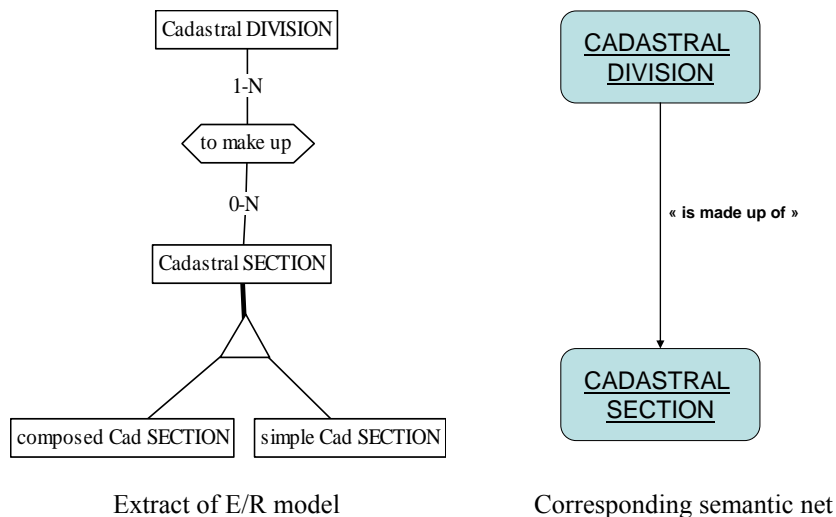 Cadastral DIVISION
1-N
to make up
0-N
Cadastral SECTION
composed Cad SECTION
simple Cad SECTION
Extract of E/R model
CADASTRAL
DIVISION
« is made up of »
CADASTRAL
SECTION
Corresponding semantic net